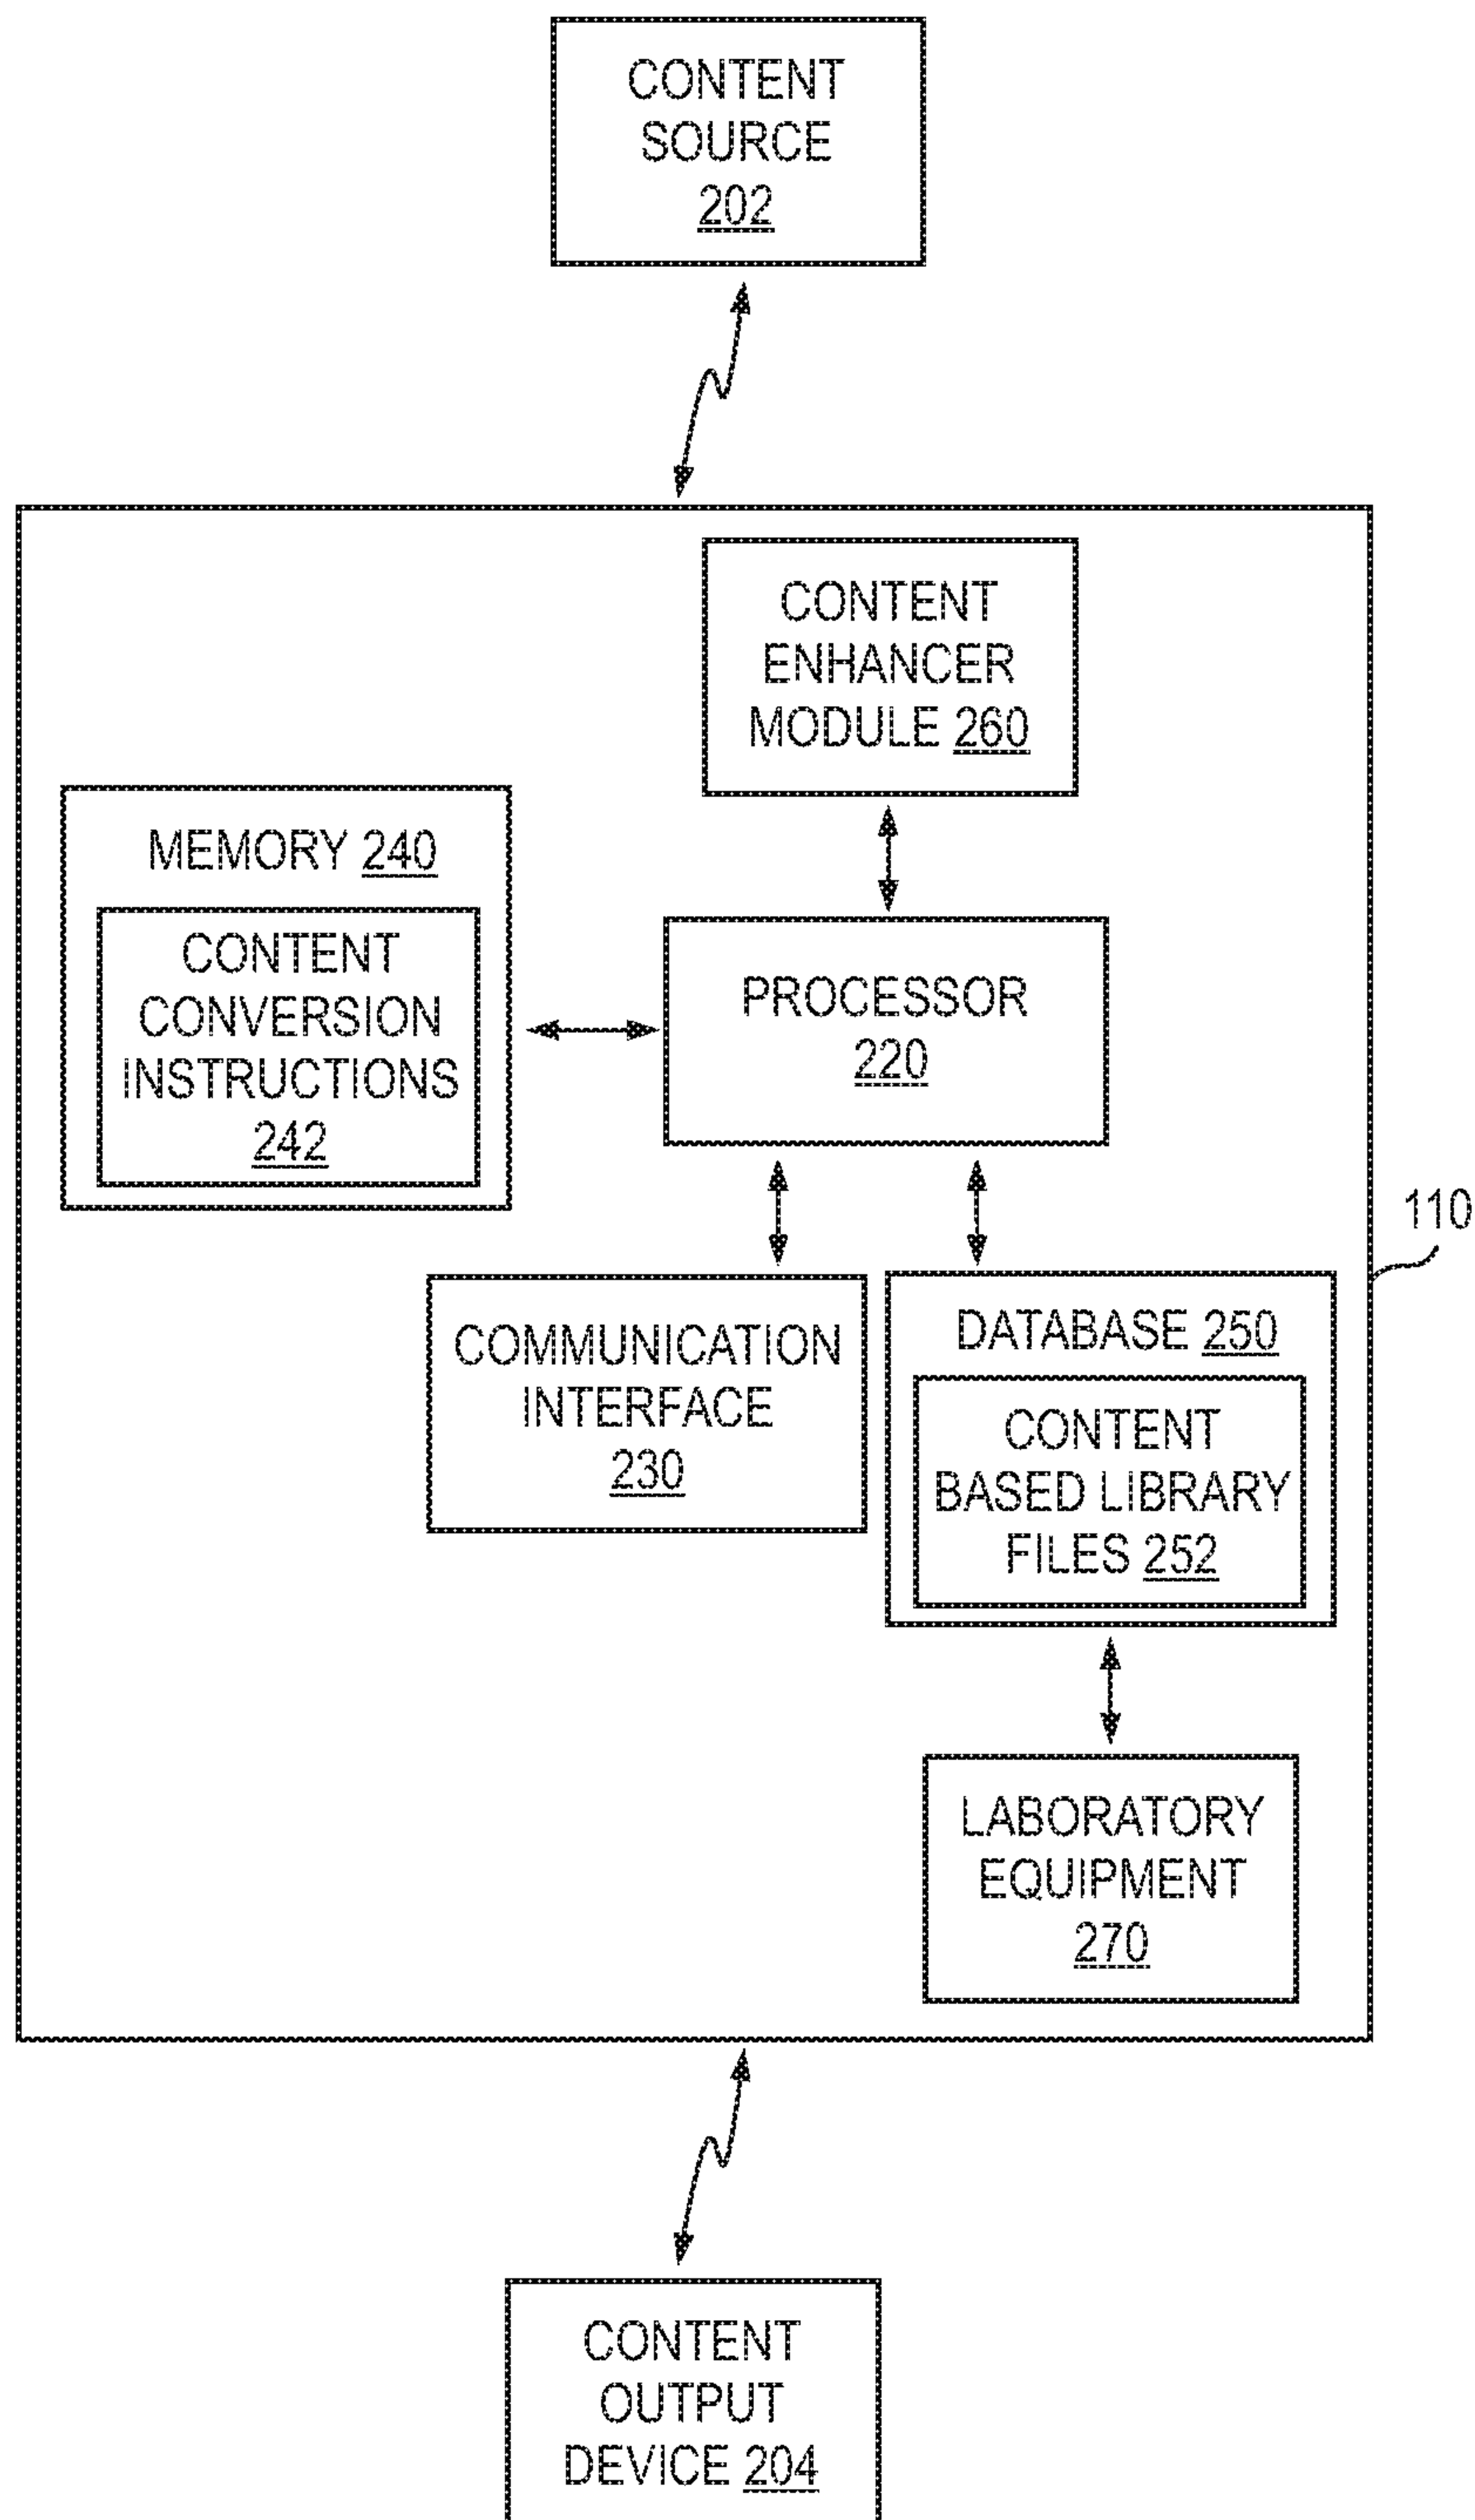 CONTENT
SOURCE
202
CONTENT
ENHANCER
MODULE 260
MEMORY 240
CONTENT
CONVERSION
INSTRUCTIONS
242
PROCESSOR
220
110
COMMUNICATION
INTERFACE
230
DATABASE 250
CONTENT
BASED LIBRARY
FILES 252
LABORATORY
EQUIPMENT
270
CONTENT
OUTPUT
DEVICE 204